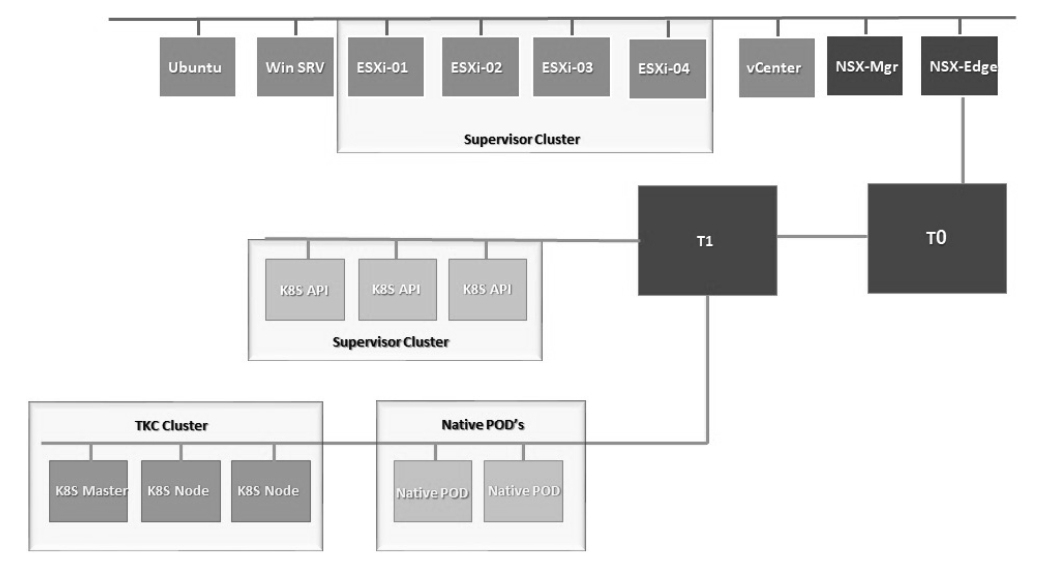 Ubuntu
Win SRV
ESXi-01
ESXi-02
ESXi-03
ESXi-04
vCenter
NSX-Mgr
NSX-Edge
Supervisor Cluster
T1
T0
K8S API
K8S API
K8S API
Supervisor Cluster
TKC Cluster
Native POD's
K8S Master
K8S Node
K8S Node
Native POD
Native POD